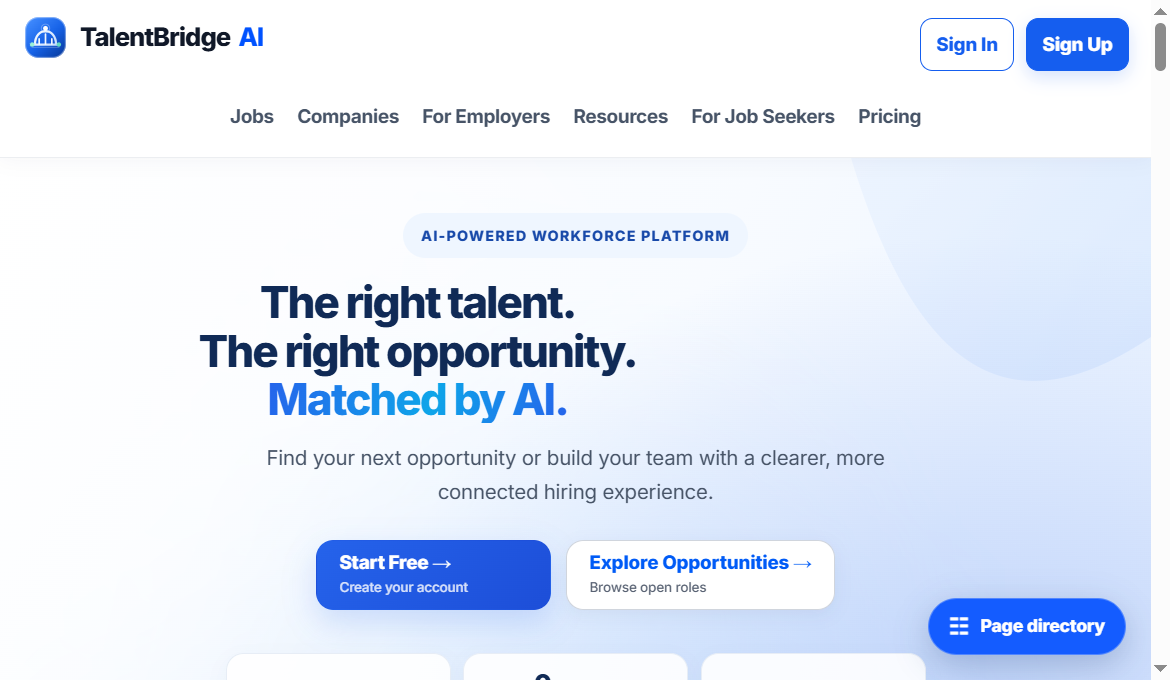 TalentBridge AI
Sign In
Sign Up
Jobs
Companies
For Employers
Resources
For Job Seekers
Pricing
AI-POWERED WORKFORCE PLATFORM
The right talent.
The right opportunity.
Matched by AI.
Find your next opportunity or build your team with a clearer, more
connected hiring experience.
Start Free →
Create your account
Explore Opportunities →
Browse open roles
Page directory